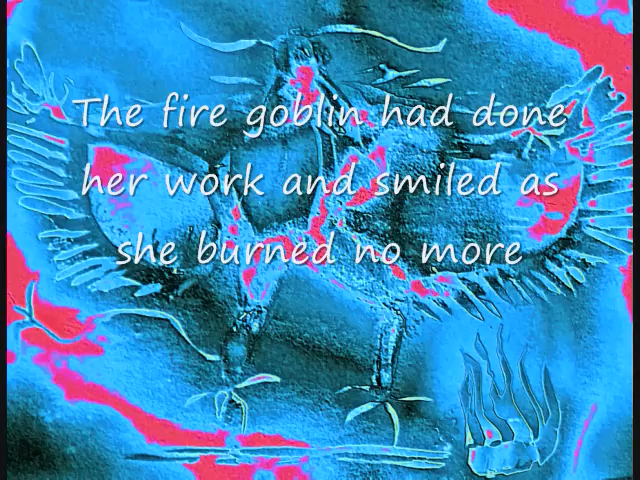 The fire goblin had done
her work and smiled as
she burned no more